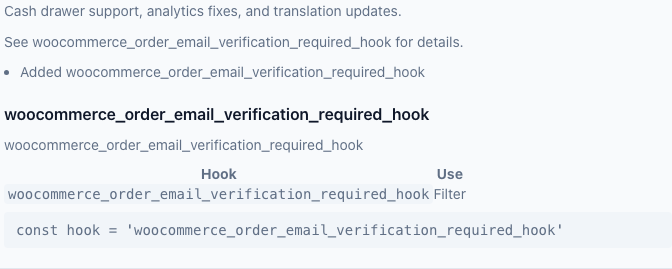 Cash drawer support, analytics fixes, and translation updates.
See woocommerce_order_email_verification_required_hook for details.
Added woocommerce_order_email_verification_required_hook
woocommerce_order_email_verification_required_hook
woocommerce_order_email_verification_required_hook
Hook Use
woocommerce_order_email_verification_required_hook Filter
const hook = 'woocommerce_order_email_verification_required_hook'